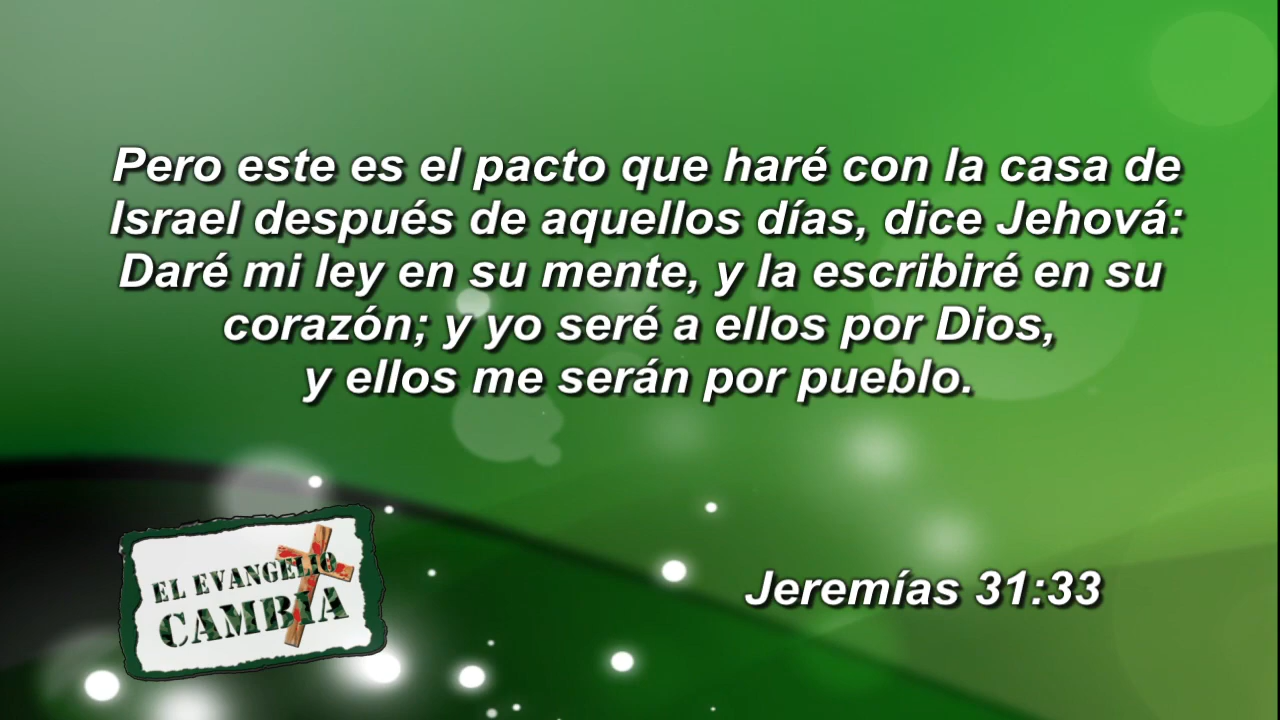 Pero este es el pacto que haré con la casa de
Israel después de aquellos días, dice Jehová:
Daré mi ley en su mente, y la escribiré en su
corazón; y yo seré a ellos por Dios,
y ellos me serán por pueblo.
Jeremías 31:33
EL EVANGELIO
CAMBIA